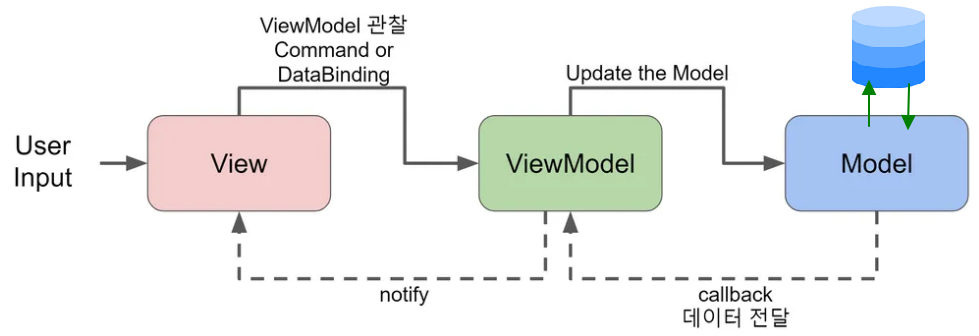 ViewModel 관찰
Command or
DataBinding
Update the Model
User
Input
View
ViewModel
Model
notify
callback
데이터 전달